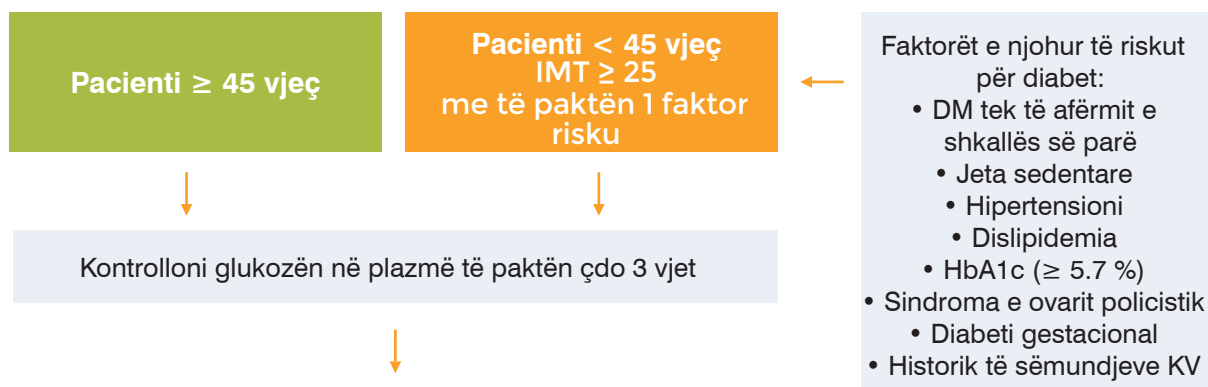 Pacienti ≥ 45 vjeç
Pacienti < 45 vjeç
IMT ≥ 25
me të paktën 1 faktor
risku
Faktorët e njohur të riskut
për diabet:
• DM tek të afërmit e
shkallës së parë
• Jeta sedentare
• Hipertensioni
• Dislipidemia
• HbA1c (≥ 5.7 %)
• Sindroma e ovarit policistik
• Diabeti gestacional
• Historik të sëmundjeve KV
Kontrolloni glukozën në plazmë të paktën çdo 3 vjet